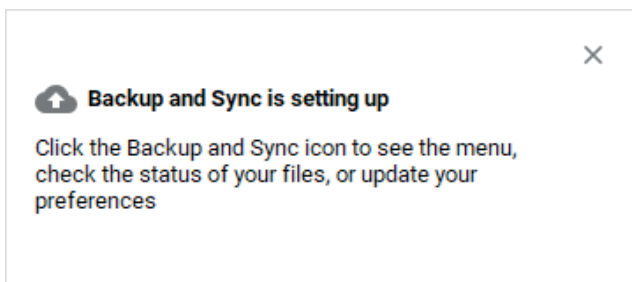 Backup and Sync is setting up
Click the Backup and Sync icon to see the menu,
check the status of your files, or update your
preferences